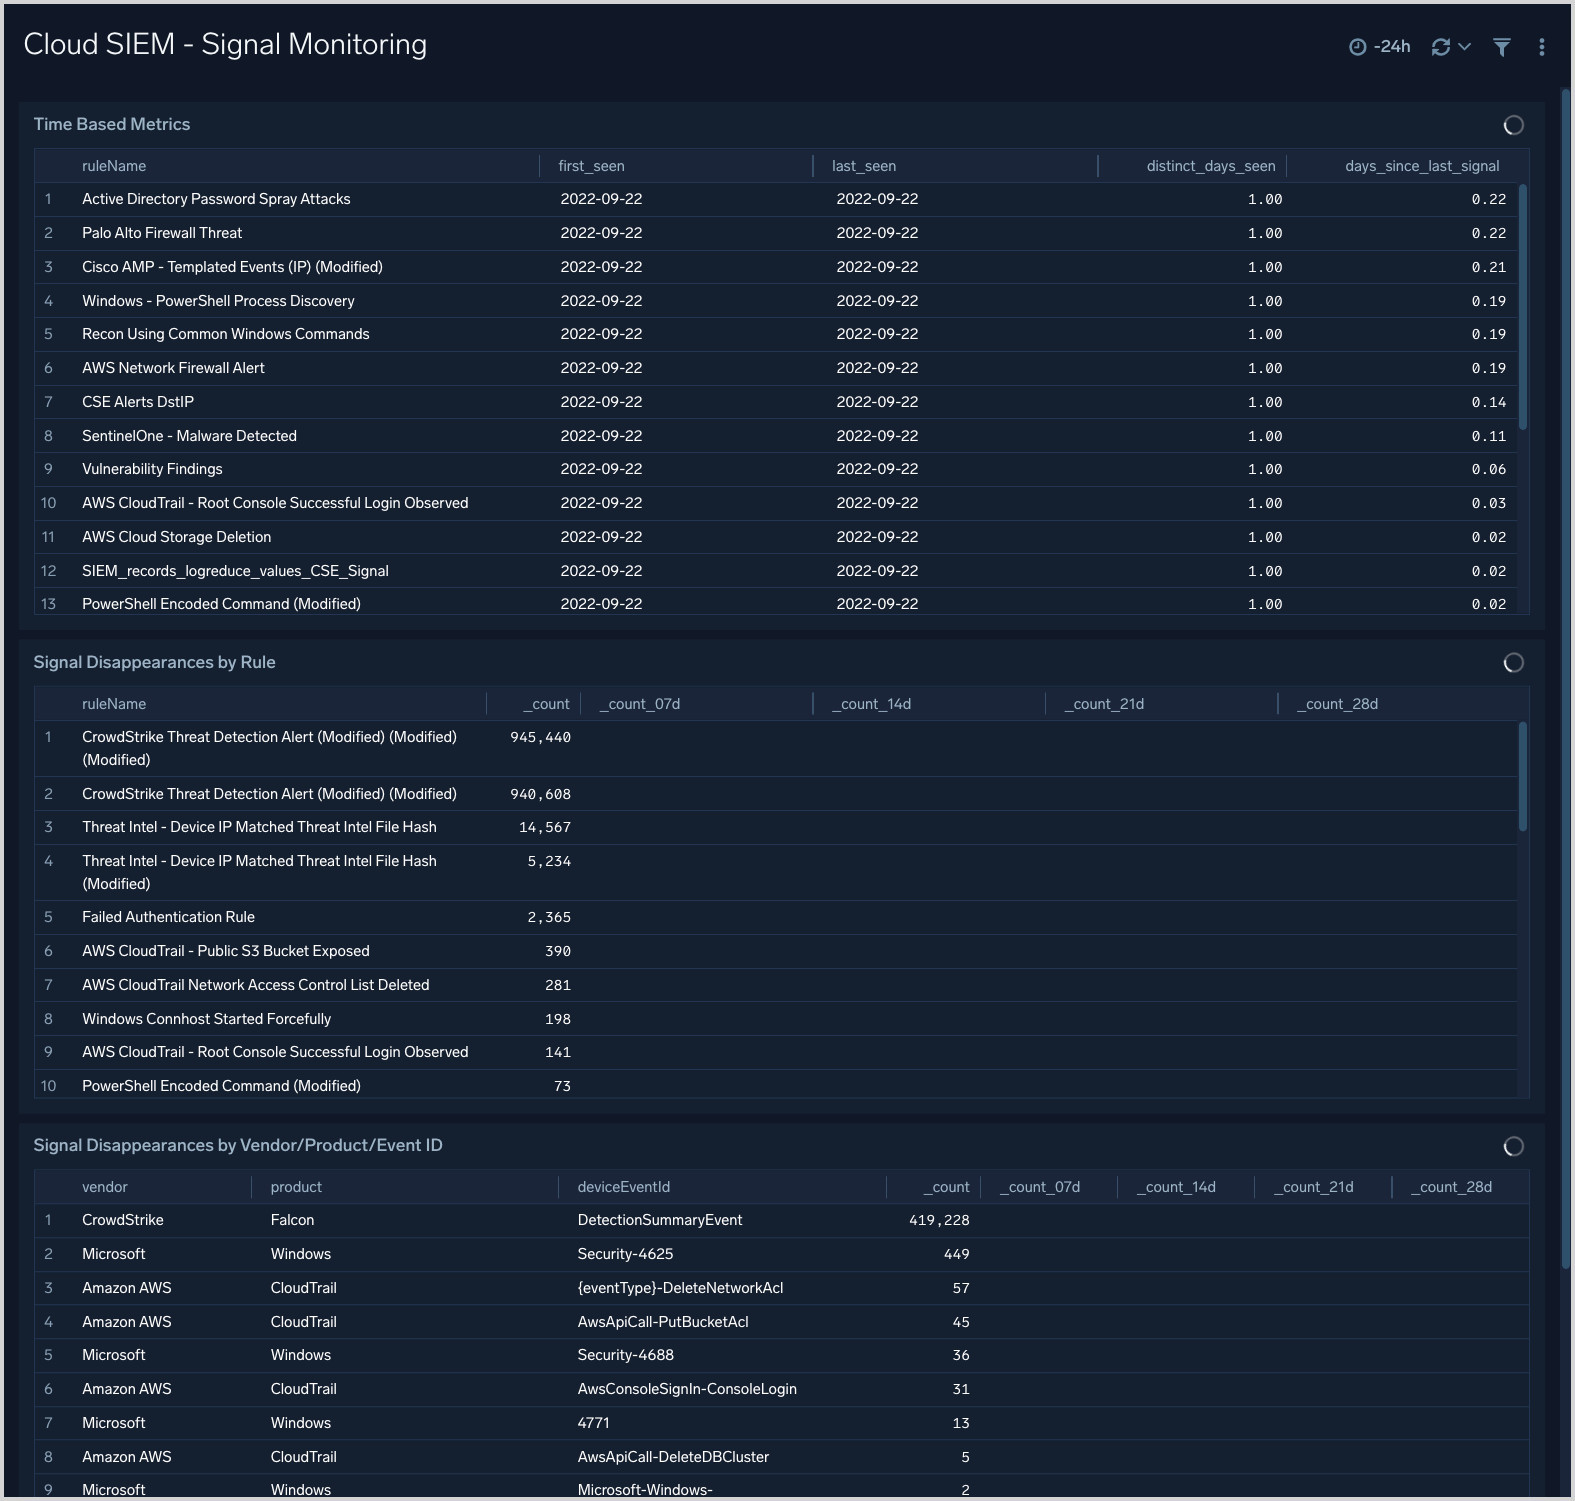 Cloud SIEM - Signal Monitoring
-24h
Time Based Metrics
ruleName first_seen last_seen distinct_days_seen days_since_last_signal
1 Active Directory Password Spray Attacks 2022-09-22 2022-09-22 1.00 0.22
2 Palo Alto Firewall Threat 2022-09-22 2022-09-22 1.00 0.22
3 Cisco AMP - Templated Events (IP) (Modified) 2022-09-22 2022-09-22 1.00 0.21
4 Windows - PowerShell Process Discovery 2022-09-22 2022-09-22 1.00 0.19
5 Recon Using Common Windows Commands 2022-09-22 2022-09-22 1.00 0.19
6 AWS Network Firewall Alert 2022-09-22 2022-09-22 1.00 0.19
7 CSE Alerts DstIP 2022-09-22 2022-09-22 1.00 0.14
8 SentinelOne - Malware Detected 2022-09-22 2022-09-22 1.00 0.11
9 Vulnerability Findings 2022-09-22 2022-09-22 1.00 0.06
10 AWS CloudTrail - Root Console Successful Login Observed 2022-09-22 2022-09-22 1.00 0.03
11 AWS Cloud Storage Deletion 2022-09-22 2022-09-22 1.00 0.02
12 SIEM_records_logreduce_values_CSE_Signal 2022-09-22 2022-09-22 1.00 0.02
13 PowerShell Encoded Command (Modified) 2022-09-22 2022-09-22 1.00 0.02
Signal Disappearances by Rule
ruleName _count _count_07d _count_14d _count_21d _count_28d
1 CrowdStrike Threat Detection Alert (Modified) (Modified) 945,440
(Modified)
2 CrowdStrike Threat Detection Alert (Modified) (Modified) 940,608
3 Threat Intel - Device IP Matched Threat Intel File Hash 14,567
4 Threat Intel - Device IP Matched Threat Intel File Hash 5,234
(Modified)
5 Failed Authentication Rule 2,365
6 AWS CloudTrail - Public S3 Bucket Exposed 390
7 AWS CloudTrail Network Access Control List Deleted 281
8 Windows Connhost Started Forcefully 198
9 AWS CloudTrail - Root Console Successful Login Observed 141
10 PowerShell Encoded Command (Modified) 73
Signal Disappearances by Vendor/Product/Event ID
vendor product deviceEventId _count _count_07d _count_14d _count_21d _count_28d
1 CrowdStrike Falcon DetectionSummaryEvent 419,228
2 Microsoft Windows Security-4625 449
3 Amazon AWS CloudTrail {eventType}-DeleteNetworkAcl 57
4 Amazon AWS CloudTrail AwsApiCall-PutBucketAcl 45
5 Microsoft Windows Security-4688 36
6 Amazon AWS CloudTrail AwsConsoleSignIn-ConsoleLogin 31
7 Microsoft Windows 4771 13
8 Amazon AWS CloudTrail AwsApiCall-DeleteDBCluster 5
9 Microsoft Windows Microsoft-Windows- 2